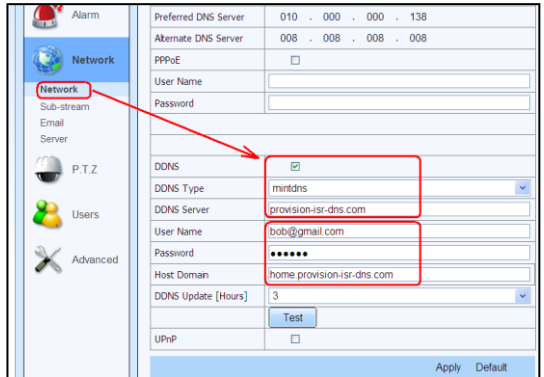 Alarm
Network
Network
Sub-stream
Email
Server
P.T.Z
Users
Advanced
Preferred DNS Server 010 . 000 . 000 . 138
Alternate DNS Server 008 . 008 . 008 . 008
PPPoE
User Name
Password
DDNS
DDNS Type mintdns
DDNS Server provision-isr-dns.com
User Name bob@gmail.com
Password ●●●●●●
Host Domain home.provision-isr-dns.com
DDNS Update [Hours] 3
Test
UPnP
Apply Default